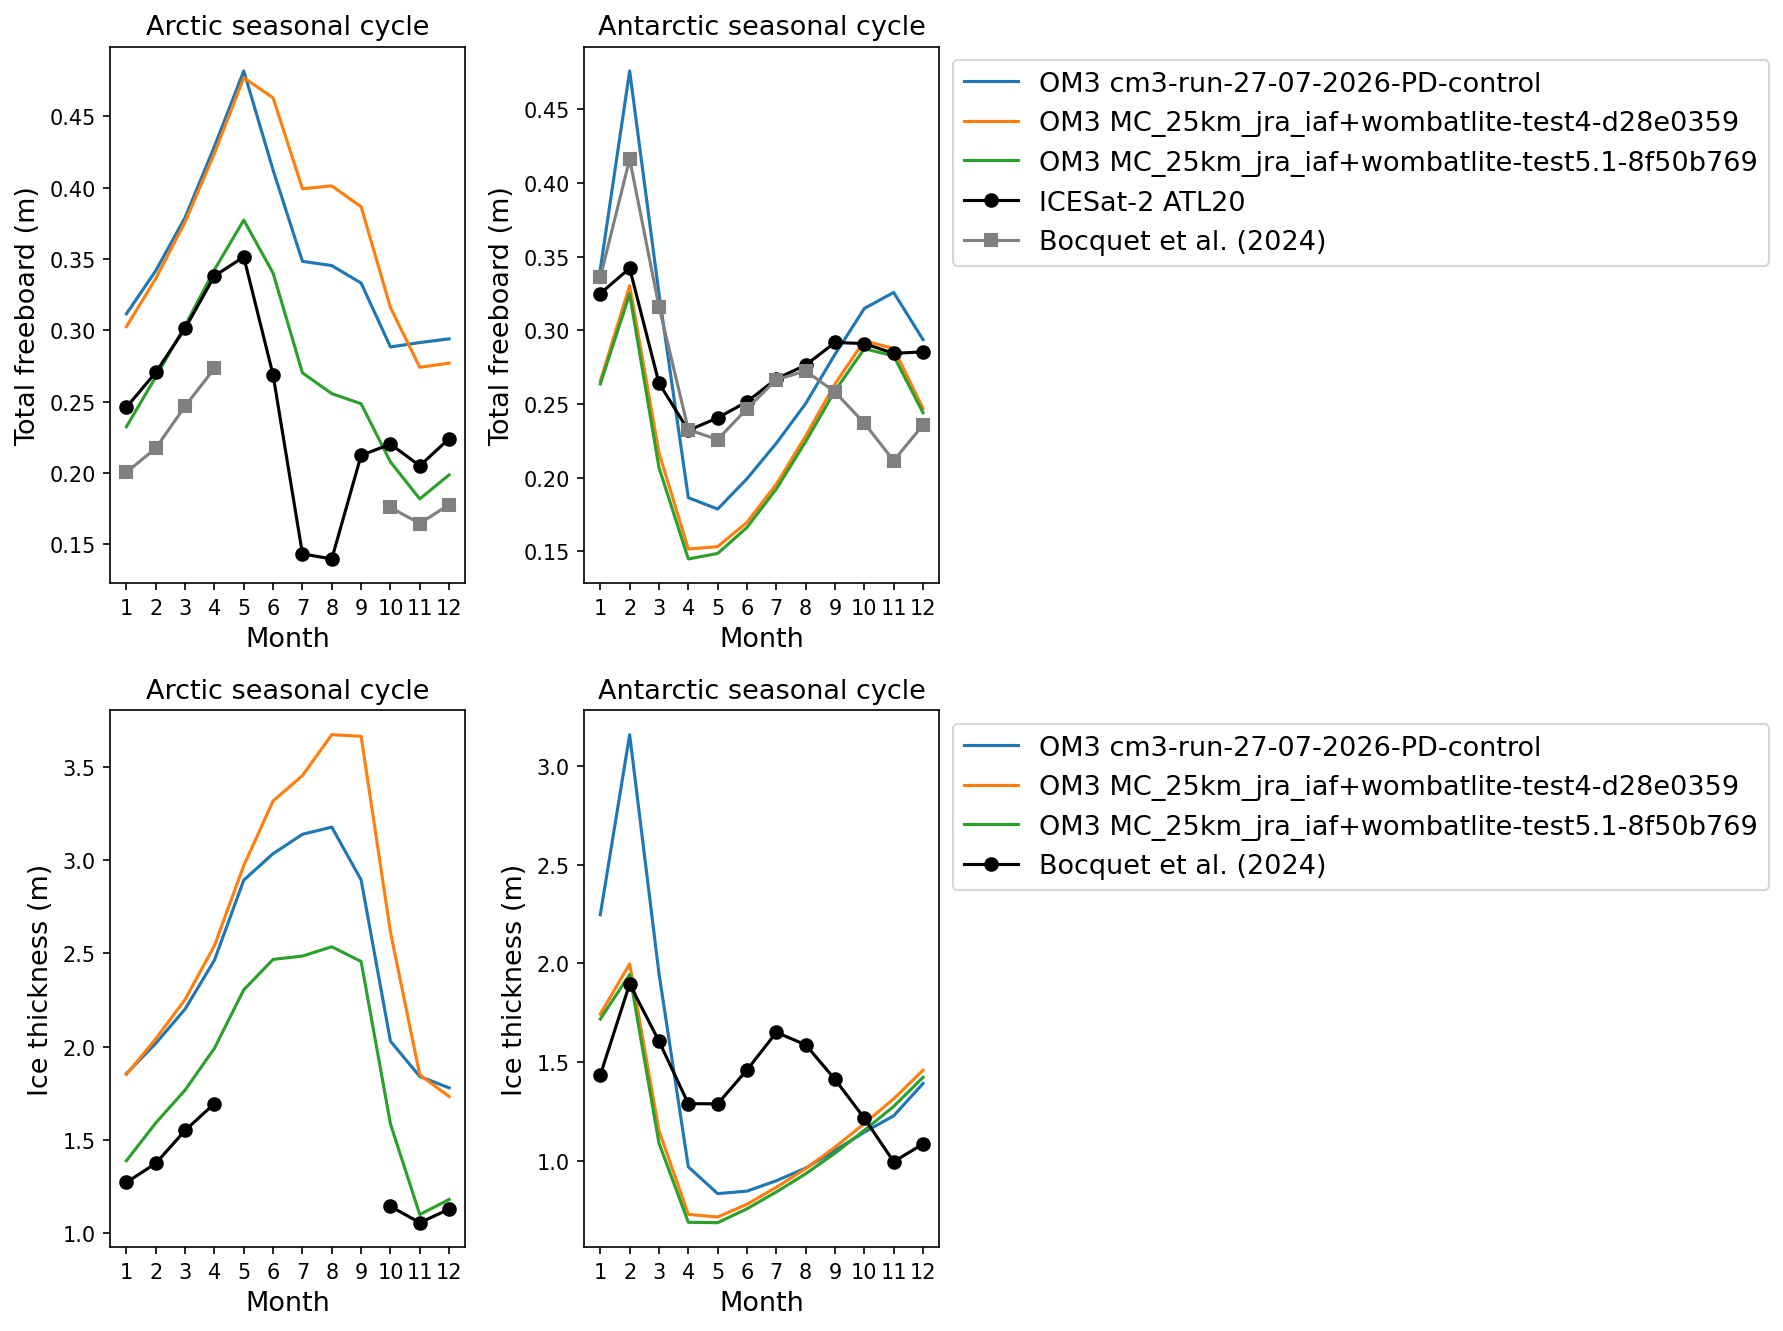 Arctic seasonal cycle
Antarctic seasonal cycle
Total freeboard (m)
0.45
0.40
0.35
0.30
0.25
0.20
0.15
1 2 3 4 5 6 7 8 9 10 11 12
Month
Total freeboard (m)
0.45
0.40
0.35
0.30
0.25
0.20
0.15
1 2 3 4 5 6 7 8 9 10 11 12
Month
OM3 cm3-run-27-07-2026-PD-control
OM3 MC_25km_jra_iaf+wombatlite-test4-d28e0359
OM3 MC_25km_jra_iaf+wombatlite-test5.1-8f50b769
ICESat-2 ATL20
Bocquet et al. (2024)
Arctic seasonal cycle
Antarctic seasonal cycle
Ice thickness (m)
3.5
3.0
2.5
2.0
1.5
1.0
1 2 3 4 5 6 7 8 9 10 11 12
Month
Ice thickness (m)
3.0
2.5
2.0
1.5
1.0
1 2 3 4 5 6 7 8 9 10 11 12
Month
OM3 cm3-run-27-07-2026-PD-control
OM3 MC_25km_jra_iaf+wombatlite-test4-d28e0359
OM3 MC_25km_jra_iaf+wombatlite-test5.1-8f50b769
Bocquet et al. (2024)